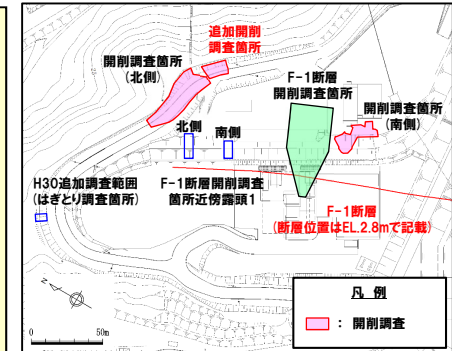 追加開削
調査箇所
開削調査箇所
(北側)
F-1断層
開削調査箇所
開削調査箇所
(南側)
北側
南側
H30追加調査範囲
(はぎとり調査箇所)
F-1断層開削調査
箇所近傍露頭1
F-1断層
(断層位置はEL.2.8mで記載)
凡 例
: 開削調査
N
0 50m